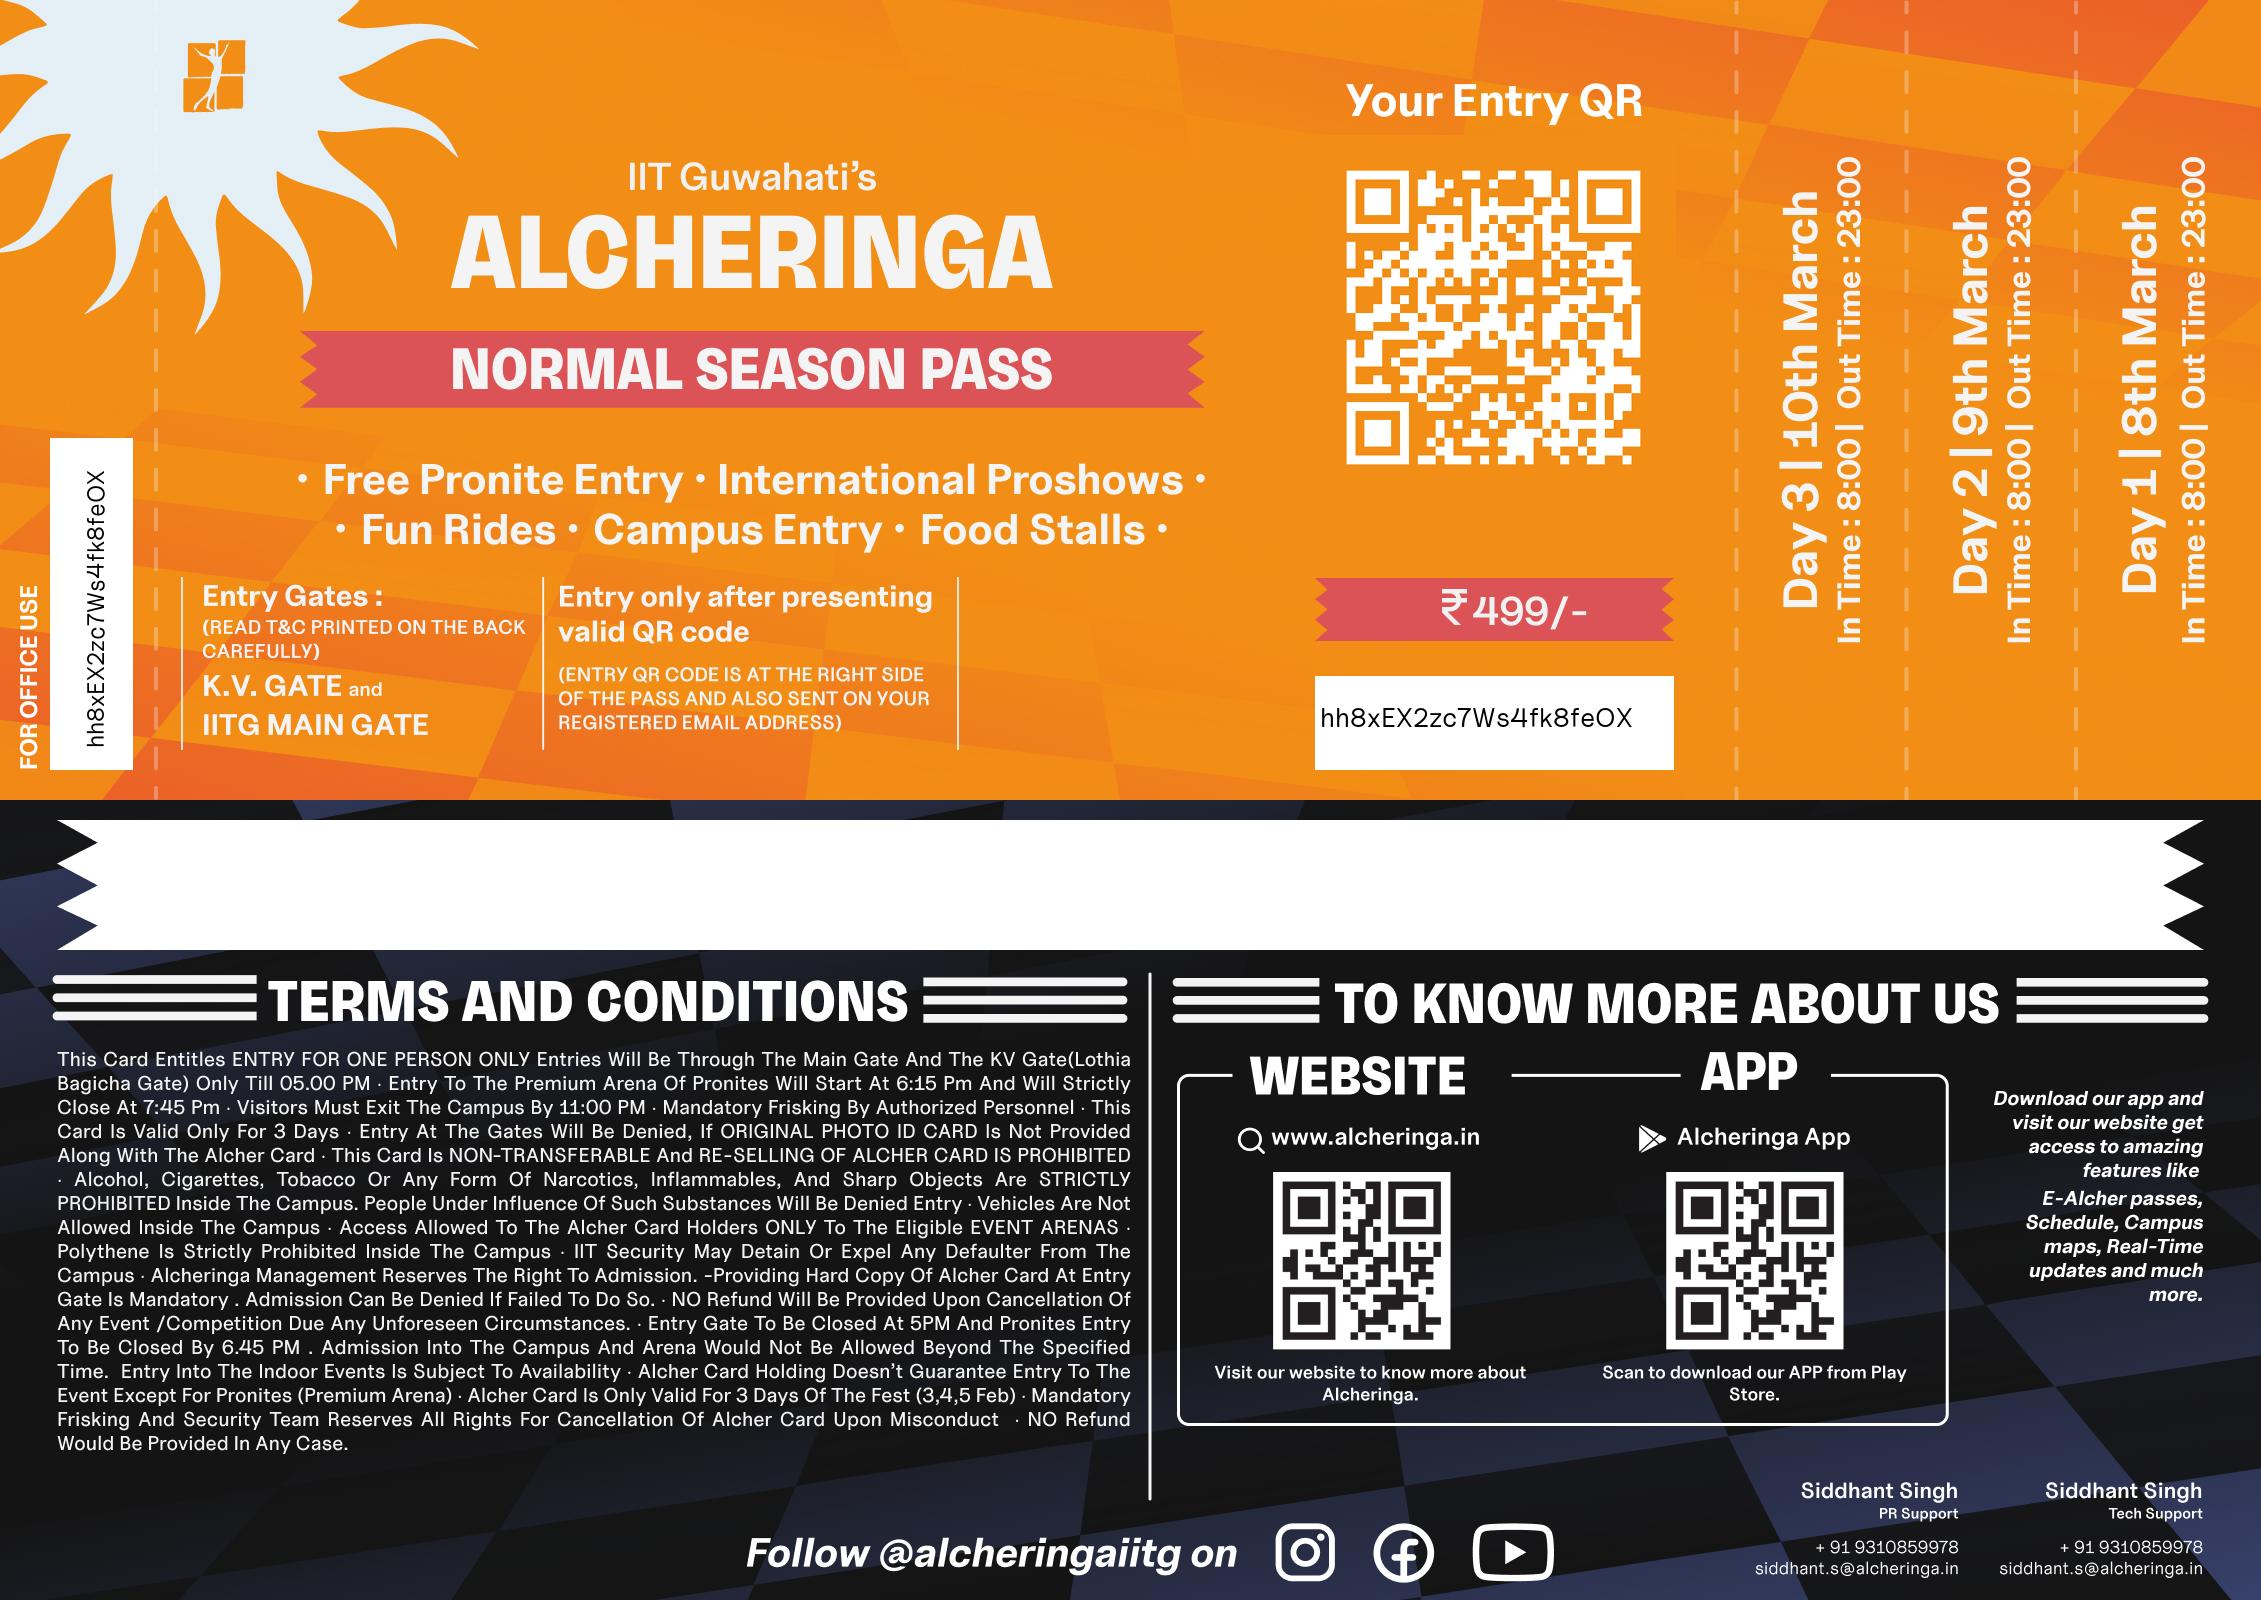 IIT Guwahati's
ALCHERINGA
NORMAL SEASON PASS
· Free Pronite Entry · International Proshows ·
· Fun Rides · Campus Entry · Food Stalls ·
FOR OFFICE USE
hh8xEX2zc7Ws4fk8feOX
Entry Gates :
(READ T&C PRINTED ON THE BACK
CAREFULLY)
K.V. GATE and
IITG MAIN GATE
Entry only after presenting
valid QR code
(ENTRY QR CODE IS AT THE RIGHT SIDE
OF THE PASS AND ALSO SENT ON YOUR
REGISTERED EMAIL ADDRESS)
Your Entry QR
₹ 499/-
hh8xEX2zc7Ws4fk8feOX
Day 3 | 10th March
In Time : 8:00 | Out Time : 23:00
Day 2 | 9th March
In Time : 8:00 | Out Time : 23:00
Day 1 | 8th March
In Time : 8:00 | Out Time : 23:00
TERMS AND CONDITIONS
This Card Entitles ENTRY FOR ONE PERSON ONLY Entries Will Be Through The Main Gate And The KV Gate(Lothia
Bagicha Gate) Only Till 05.00 PM · Entry To The Premium Arena Of Pronites Will Start At 6:15 Pm And Will Strictly
Close At 7:45 Pm · Visitors Must Exit The Campus By 11:00 PM · Mandatory Frisking By Authorized Personnel · This
Card Is Valid Only For 3 Days · Entry At The Gates Will Be Denied, If ORIGINAL PHOTO ID CARD Is Not Provided
Along With The Alcher Card · This Card Is NON-TRANSFERABLE And RE-SELLING OF ALCHER CARD IS PROHIBITED
· Alcohol, Cigarettes, Tobacco Or Any Form Of Narcotics, Inflammables, And Sharp Objects Are STRICTLY
PROHIBITED Inside The Campus. People Under Influence Of Such Substances Will Be Denied Entry · Vehicles Are Not
Allowed Inside The Campus · Access Allowed To The Alcher Card Holders ONLY To The Eligible EVENT ARENAS ·
Polythene Is Strictly Prohibited Inside The Campus · IIT Security May Detain Or Expel Any Defaulter From The
Campus · Alcheringa Management Reserves The Right To Admission. -Providing Hard Copy Of Alcher Card At Entry
Gate Is Mandatory . Admission Can Be Denied If Failed To Do So. · NO Refund Will Be Provided Upon Cancellation Of
Any Event /Competition Due Any Unforeseen Circumstances. · Entry Gate To Be Closed At 5PM And Pronites Entry
To Be Closed By 6.45 PM . Admission Into The Campus And Arena Would Not Be Allowed Beyond The Specified
Time. Entry Into The Indoor Events Is Subject To Availability · Alcher Card Holding Doesn't Guarantee Entry To The
Event Except For Pronites (Premium Arena) · Alcher Card Is Only Valid For 3 Days Of The Fest (3,4,5 Feb) · Mandatory
Frisking And Security Team Reserves All Rights For Cancellation Of Alcher Card Upon Misconduct · NO Refund
Would Be Provided In Any Case.
TO KNOW MORE ABOUT US
WEBSITE
www.alcheringa.in
Visit our website to know more about
Alcheringa.
APP
Alcheringa App
Scan to download our APP from Play
Store.
Download our app and
visit our website get
access to amazing
features like
E-Alcher passes,
Schedule, Campus
maps, Real-Time
updates and much
more.
Follow @alcheringaiitg on
Siddhant Singh
PR Support
+ 91 9310859978
siddhant.s@alcheringa.in
Siddhant Singh
Tech Support
+ 91 9310859978
siddhant.s@alcheringa.in